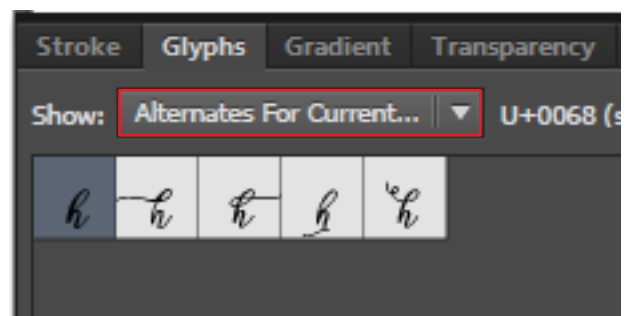 Stroke Glyphs Gradient Transparency
Show: Alternates For Current... U+0068 (s
h h h h h